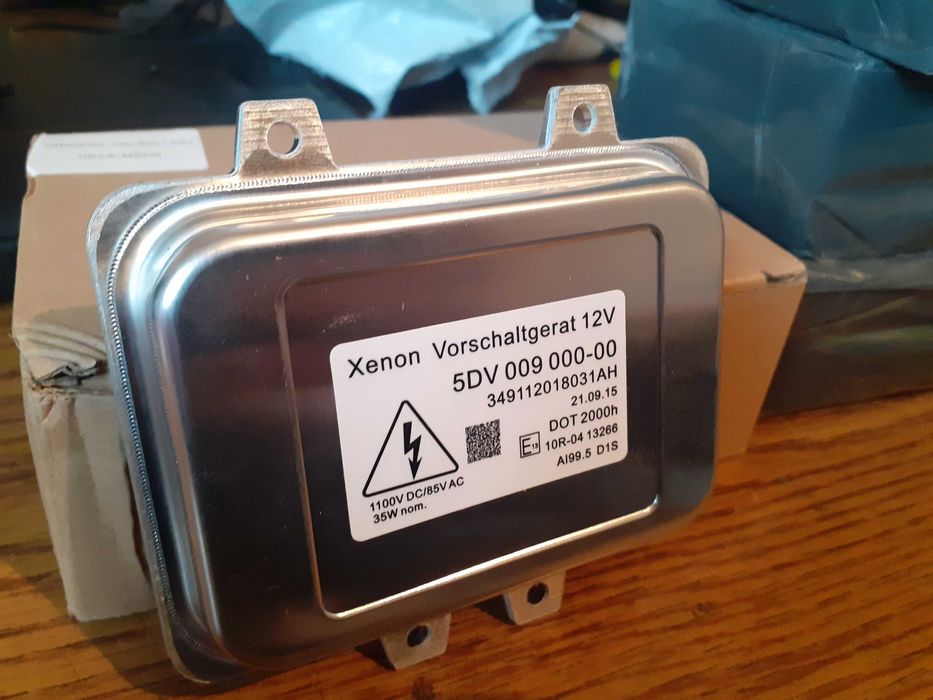 Xenon Vorschaltgerat 12V
5DV 009 000-00
349112018031AH
21.09.15
DOT 2000h
E13 10R-04 13266
AI99.5 D1S
1100V DC/85V AC
35W nom.